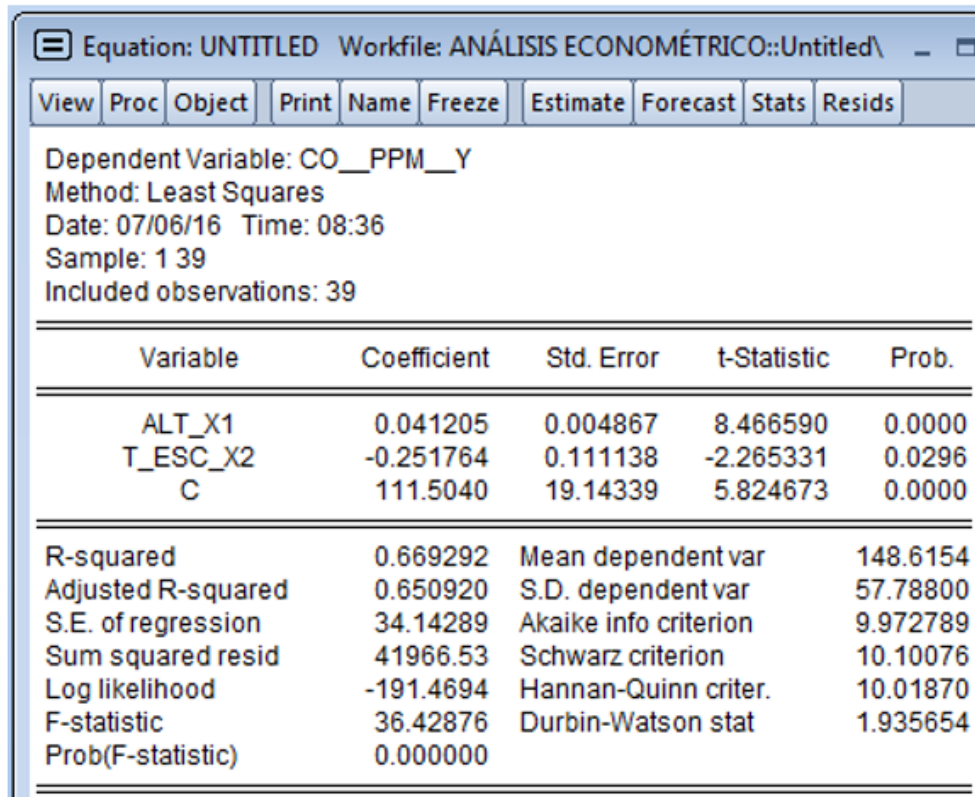 Equation: UNTITLED Workfile: ANÁLISIS ECONOMÉTRICO::Untitled\
View Proc Object Print Name Freeze Estimate Forecast Stats Resids
Dependent Variable: CO__PPM__Y
Method: Least Squares
Date: 07/06/16 Time: 08:36
Sample: 1 39
Included observations: 39
Variable Coefficient Std. Error t-Statistic Prob.
ALT_X1 0.041205 0.004867 8.466590 0.0000
T_ESC_X2 -0.251764 0.111138 -2.265331 0.0296
C 111.5040 19.14339 5.824673 0.0000
R-squared 0.669292 Mean dependent var 148.6154
Adjusted R-squared 0.650920 S.D. dependent var 57.78800
S.E. of regression 34.14289 Akaike info criterion 9.972789
Sum squared resid 41966.53 Schwarz criterion 10.10076
Log likelihood -191.4694 Hannan-Quinn criter. 10.01870
F-statistic 36.42876 Durbin-Watson stat 1.935654
Prob(F-statistic) 0.000000